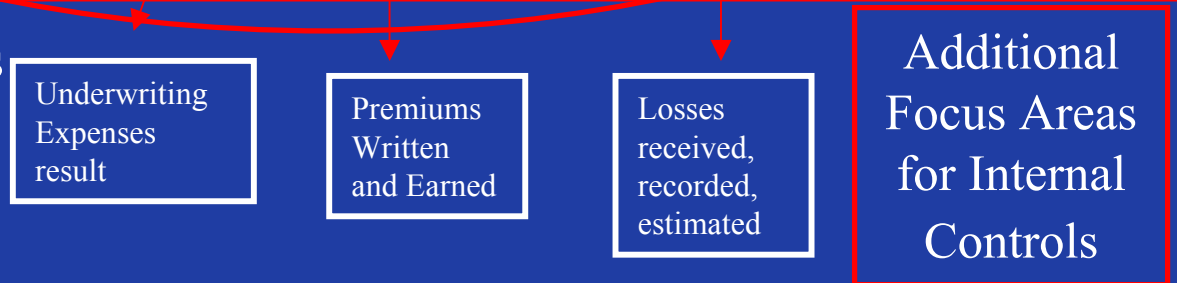 Underwriting
Expenses
result
Premiums
Written
and Earned
Losses
received,
recorded,
estimated
Additional
Focus Areas
for Internal
Controls